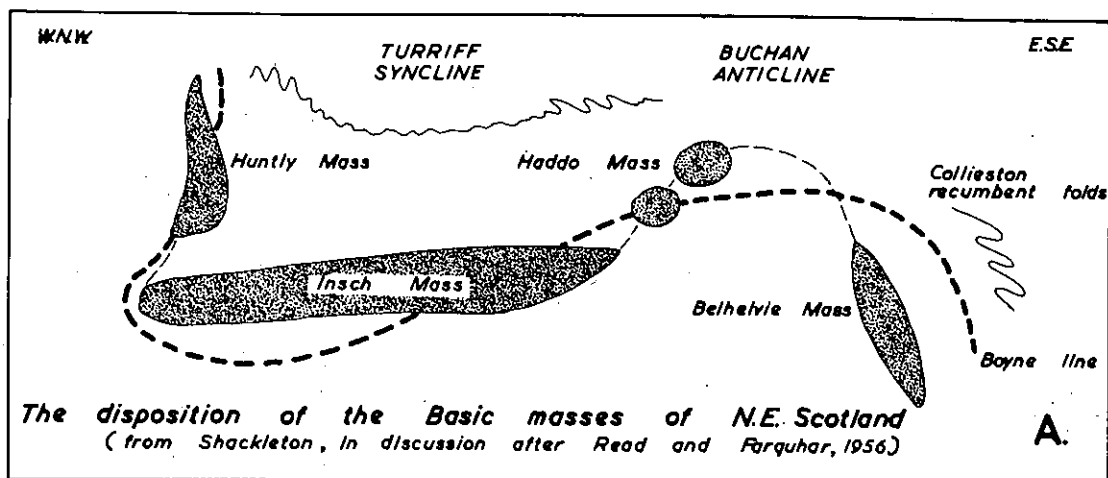 W.N.W.
E.S.E
TURRIFF
SYNCLINE
BUCHAN
ANTICLINE
Huntly Mass
Haddo Mass
Collieston
recumbent folds
Insch Mass
Belhelvie Mass
Boyne line
The disposition of the Basic masses of N.E. Scotland
( from Shackleton, In discussion after Read and Farquhar, 1956 )
A.